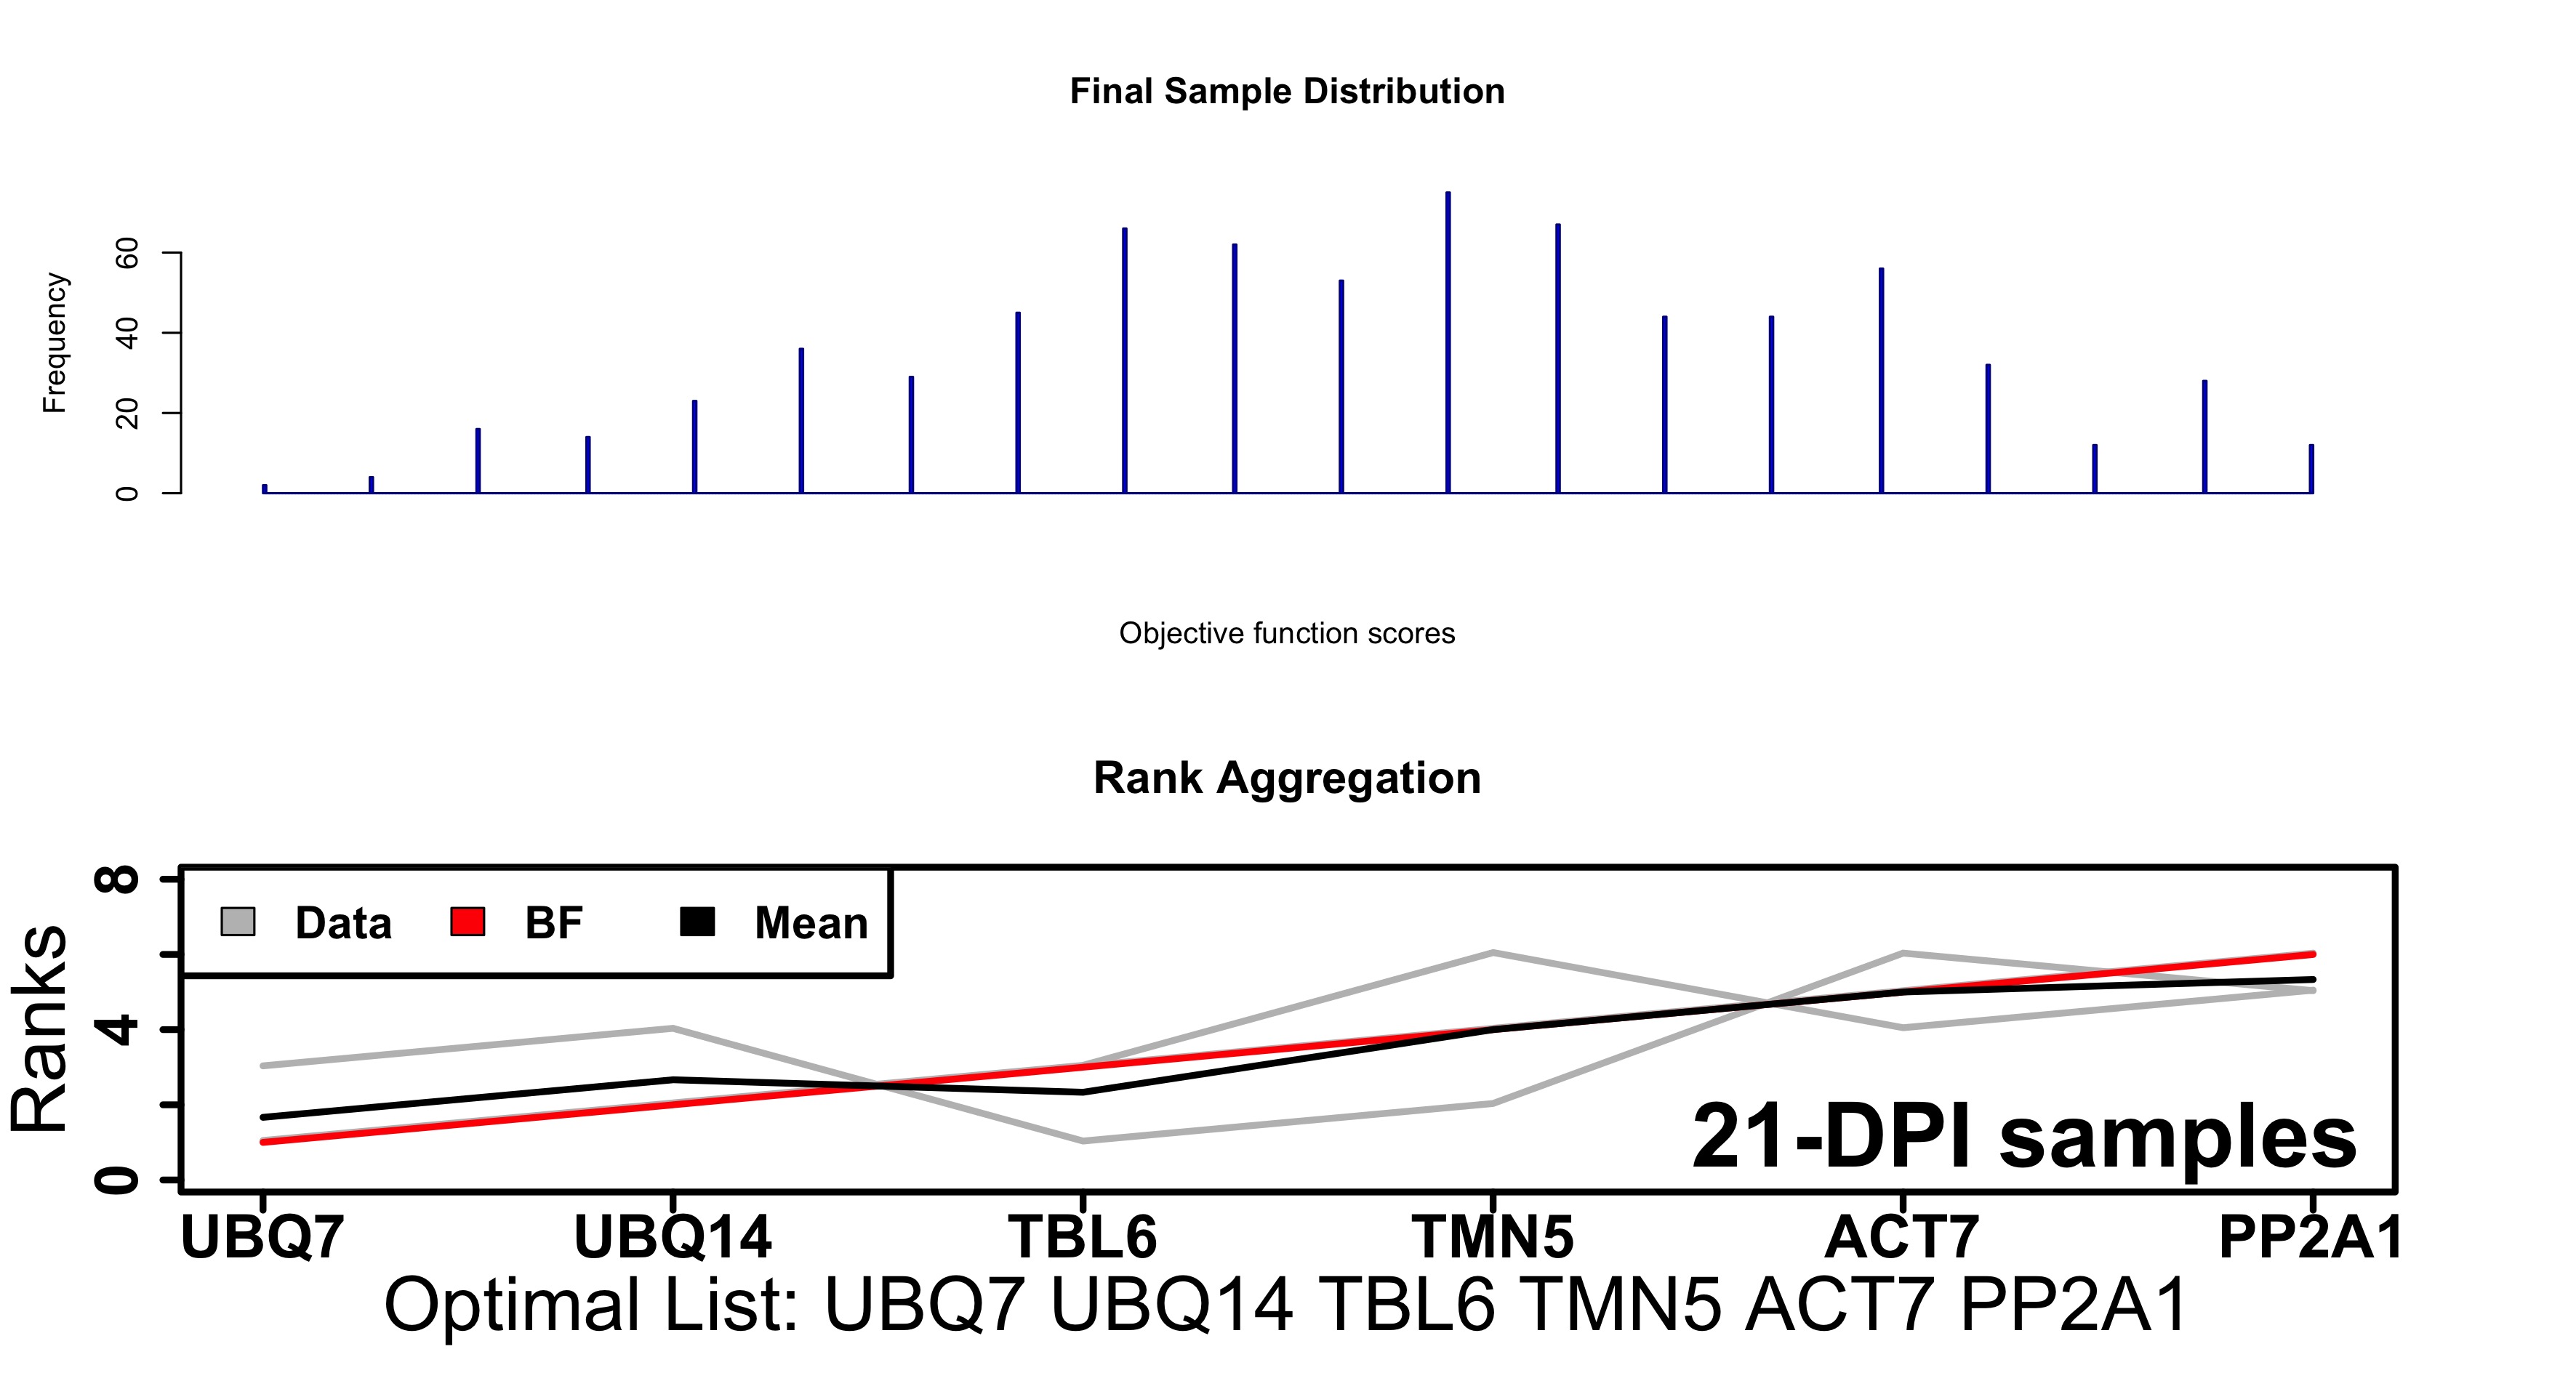 Final Sample Distribution
Frequency
60
40
20
0
Objective function scores
Rank Aggregation
Ranks
8
4
0
Data BF Mean
21-DPI samples
UBQ7 UBQ14 TBL6 TMN5 ACT7 PP2A1
Optimal List: UBQ7 UBQ14 TBL6 TMN5 ACT7 PP2A1